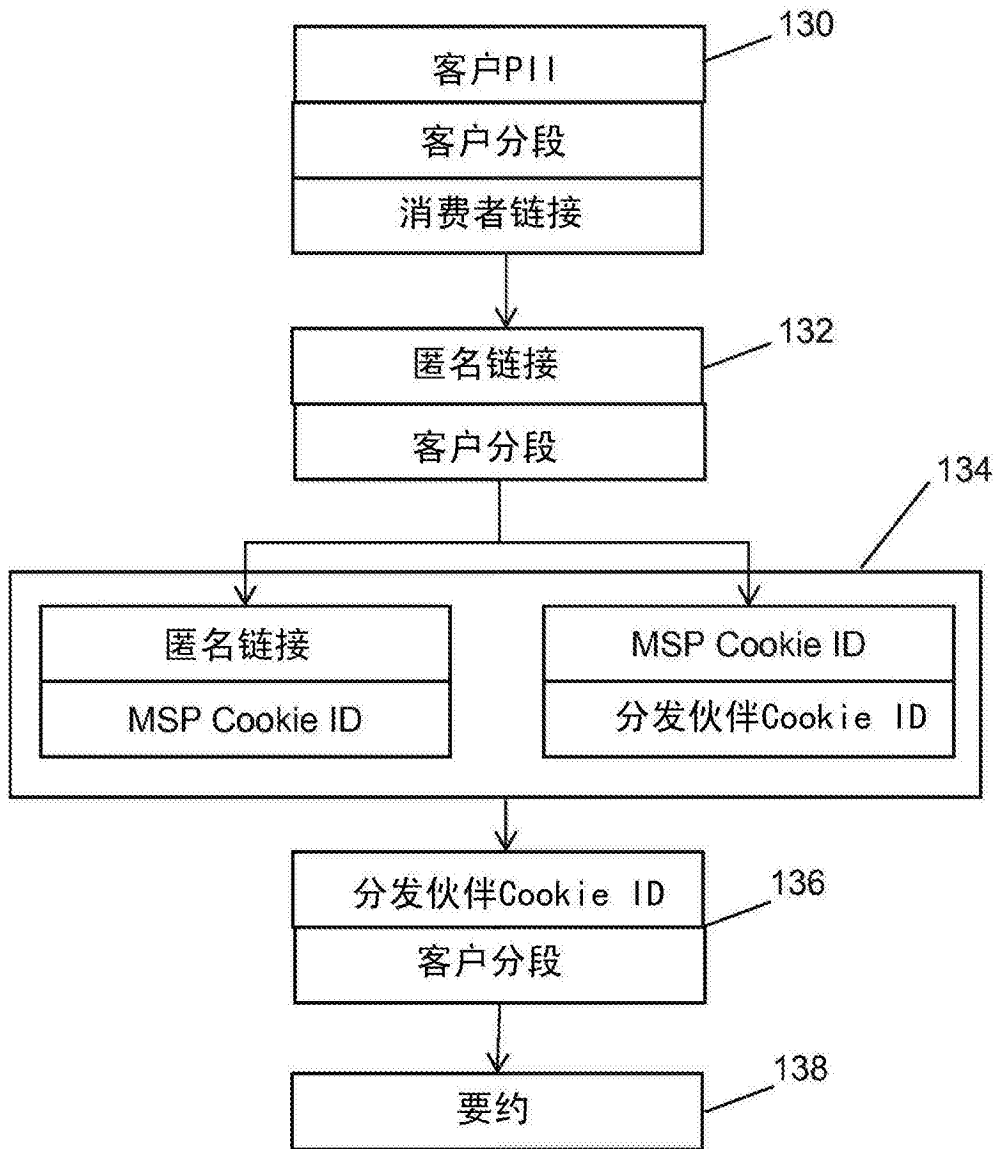 130
客户PII
客户分段
消费者链接
132
匿名链接
客户分段
134
匿名链接
MSP Cookie ID
MSP Cookie ID
分发伙伴Cookie ID
分发伙伴Cookie ID
136
客户分段
138
要约